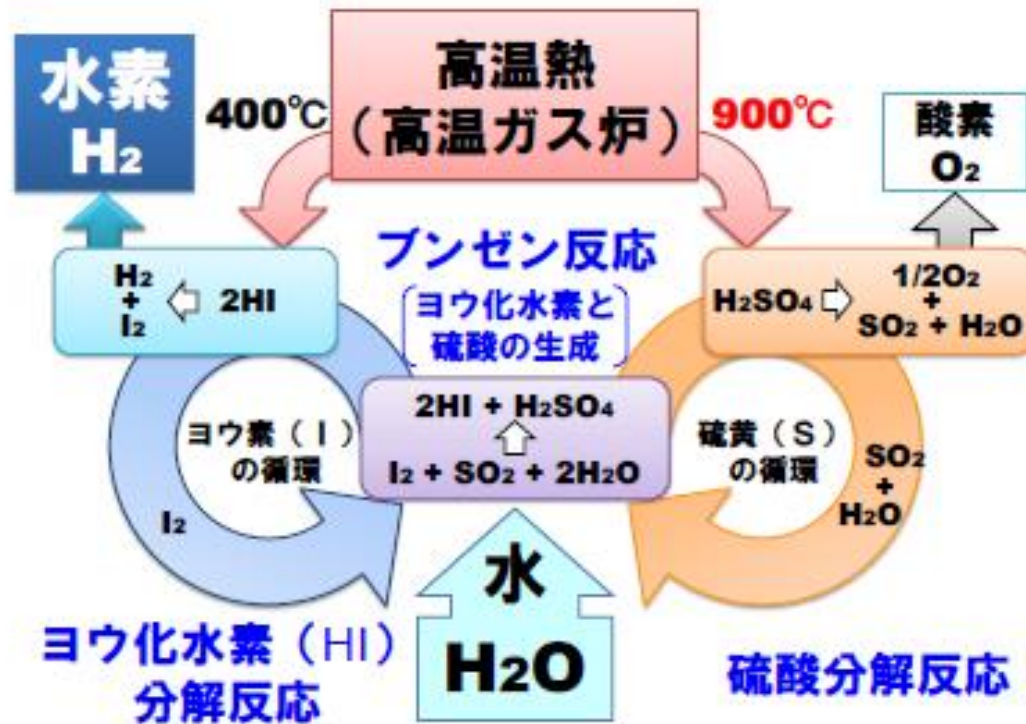 水素
H₂
高温熱
（高温ガス炉）
400℃
900℃
酸素
O₂
ブンゼン反応
ヨウ化水素と
硫酸の生成
H₂
+
I₂
2HI
H₂SO₄
1/2O₂
+
SO₂ + H₂O
2HI + H₂SO₄
I₂ + SO₂ + 2H₂O
ヨウ素（I）
の循環
硫黄（S）
の循環
I₂
SO₂
+
H₂O
水
H₂O
ヨウ化水素（HI）
分解反応
硫酸分解反応